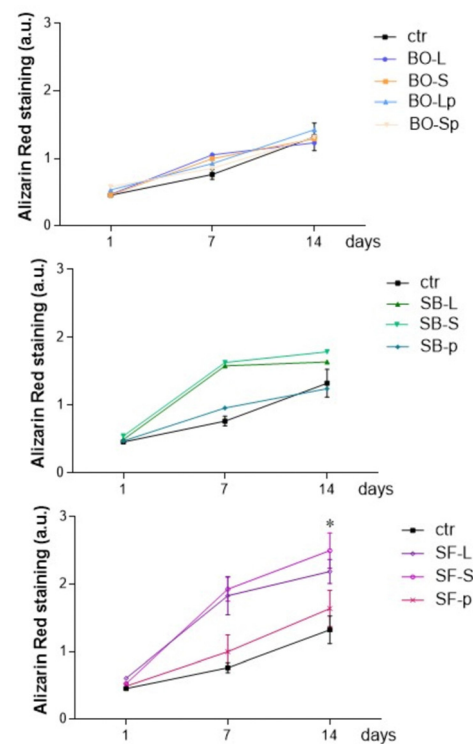 Alizarin Red staining (a.u.)
3
2
1
0
1 7 14 days
ctr
BO-L
BO-S
BO-Lp
BO-Sp
Alizarin Red staining (a.u.)
3
2
1
0
1 7 14 days
ctr
SB-L
SB-S
SB-p
Alizarin Red staining (a.u.)
3
2
1
0
*
1 7 14 days
ctr
SF-L
SF-S
SF-p